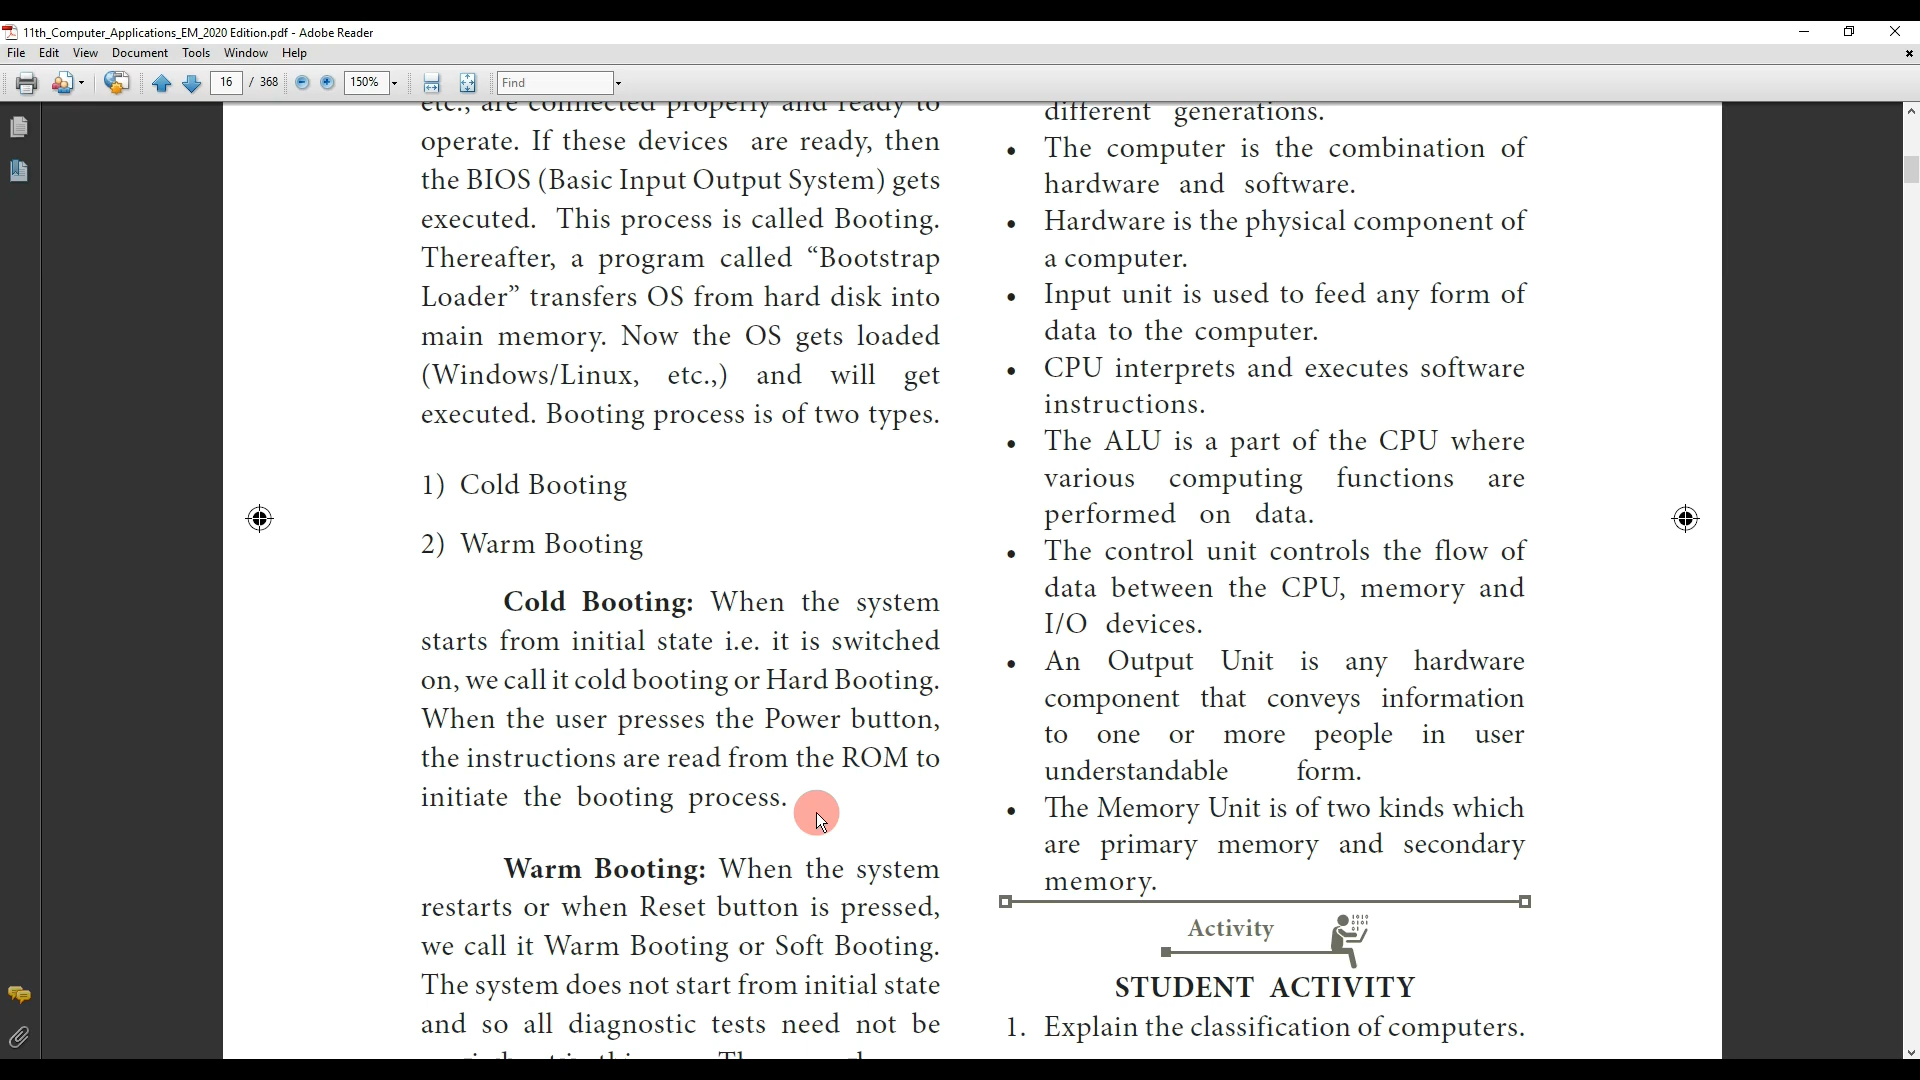 11th_Computer_Applications_EM_2020 Edition.pdf - Adobe Reader
File Edit View Document Tools Window Help
16 / 368 150% Find
etc., are connected properly and ready to
operate. If these devices are ready, then
the BIOS (Basic Input Output System) gets
executed. This process is called Booting.
Thereafter, a program called “Bootstrap
Loader” transfers OS from hard disk into
main memory. Now the OS gets loaded
(Windows/Linux, etc.,) and will get
executed. Booting process is of two types.
1) Cold Booting
2) Warm Booting
Cold Booting: When the system
starts from initial state i.e. it is switched
on, we call it cold booting or Hard Booting.
When the user presses the Power button,
the instructions are read from the ROM to
initiate the booting process.
Warm Booting: When the system
restarts or when Reset button is pressed,
we call it Warm Booting or Soft Booting.
The system does not start from initial state
and so all diagnostic tests need not be
different generations.
• The computer is the combination of
hardware and software.
• Hardware is the physical component of
a computer.
• Input unit is used to feed any form of
data to the computer.
• CPU interprets and executes software
instructions.
• The ALU is a part of the CPU where
various computing functions are
performed on data.
• The control unit controls the flow of
data between the CPU, memory and
I/O devices.
• An Output Unit is any hardware
component that conveys information
to one or more people in user
understandable form.
• The Memory Unit is of two kinds which
are primary memory and secondary
memory.
Activity
STUDENT ACTIVITY
1. Explain the classification of computers.